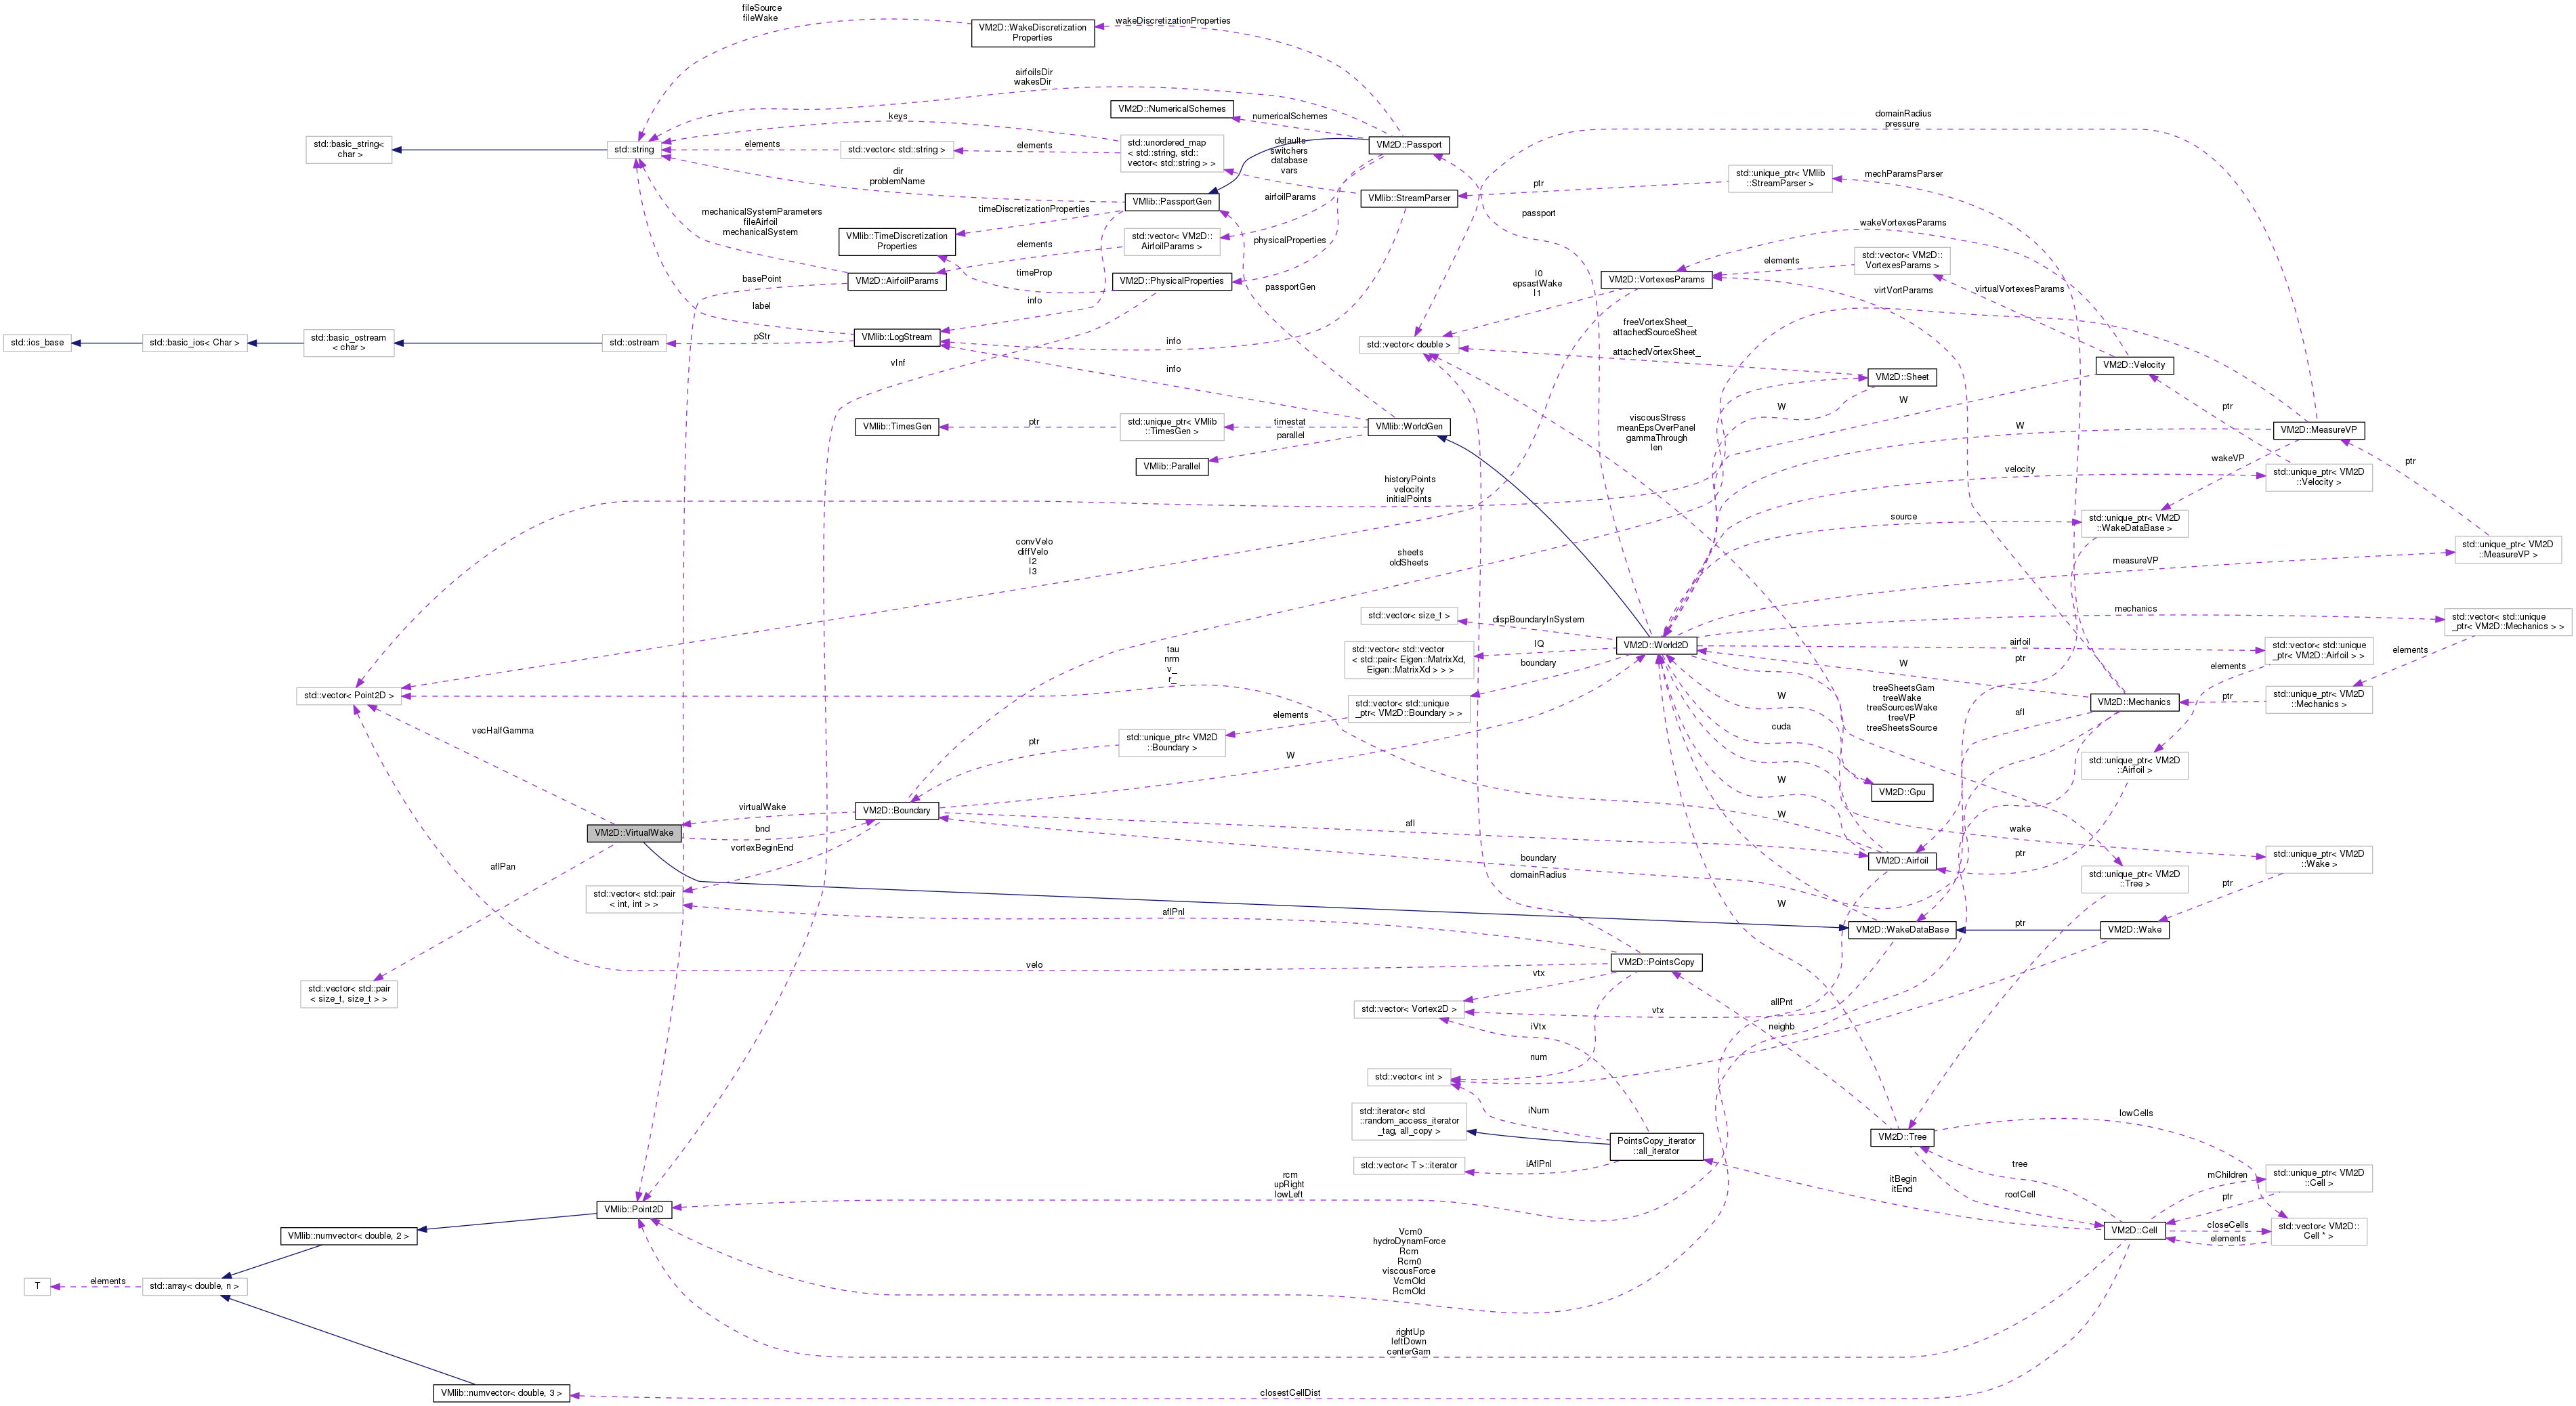 fileSource
fileWake
VM2D::WakeDiscretization
Properties
wakeDiscretizationProperties
airfoilsDir
wakesDir
VM2D::NumericalSchemes
numericalSchemes
domainRadius
pressure
keys
std::basic_string<
char >
std::string
elements
std::vector< std::string >
elements
std::unordered_map
< std::string, std::
vector< std::string > >
defaults
switchers
database
vars
VM2D::Passport
dir
problemName
VMlib::PassportGen
airfoilParams
VMlib::StreamParser
ptr
std::unique_ptr< VMlib
::StreamParser >
mechParamsParser
mechanicalSystemParameters
fileAirfoil
mechanicalSystem
timeDiscretizationProperties
VMlib::TimeDiscretization
Properties
elements
std::vector< VM2D::
AirfoilParams >
physicalProperties
passport
wakeVortexesParams
basePoint
VM2D::AirfoilParams
timeProp
VM2D::PhysicalProperties
passportGen
l0
epsastWake
l1
VM2D::VortexesParams
elements
std::vector< VM2D::
VortexesParams >
virtVortParams
virtualVortexesParams
label
info
std::ios_base
std::basic_ios< Char >
std::basic_ostream
< char >
std::ostream
pStr
VMlib::LogStream
info
std::vector< double >
freeVortexSheet_
attachedSourceSheet
_
attachedVortexSheet_
vInf
info
VM2D::Sheet
VM2D::Velocity
W
W
ptr
VMlib::TimesGen
ptr
std::unique_ptr< VMlib
::TimesGen >
timestat
parallel
VMlib::WorldGen
viscousStress
meanEpsOverPanel
gammaThrough
len
W
VM2D::MeasureVP
VMlib::Parallel
wakeVP
ptr
historyPoints
velocity
initialPoints
velocity
std::unique_ptr< VM2D
::Velocity >
source
std::unique_ptr< VM2D
::WakeDataBase >
convVelo
diffVelo
l2
l3
sheets
oldSheets
measureVP
std::unique_ptr< VM2D
::MeasureVP >
std::vector< size_t >
dispBoundaryInSystem
mechanics
std::vector< std::unique
_ptr< VM2D::Mechanics > >
std::vector< std::vector
< std::pair< Eigen::MatrixXd,
Eigen::MatrixXd > > >
IQ
VM2D::World2D
airfoil
std::vector< std::unique
_ptr< VM2D::Airfoil > >
boundary
W
ptr
elements
elements
tau
nrm
v_
r_
std::vector< Point2D >
std::vector< std::unique
_ptr< VM2D::Boundary > >
W
treeSheetsGam
treeWake
treeSourcesWake
treeVP
treeSheetsSource
VM2D::Mechanics
ptr
std::unique_ptr< VM2D
::Mechanics >
vecHalfGamma
elements
cuda
afl
ptr
std::unique_ptr< VM2D
::Boundary >
W
std::unique_ptr< VM2D
::Airfoil >
W
VM2D::Gpu
virtualWake
VM2D::Boundary
W
VM2D::VirtualWake
bnd
afl
wake
vortexBeginEnd
boundary
VM2D::Airfoil
ptr
std::unique_ptr< VM2D
::Wake >
aflPan
domainRadius
std::unique_ptr< VM2D
::Tree >
ptr
std::vector< std::pair
< int, int > >
aflPnl
W
VM2D::WakeDataBase
ptr
VM2D::Wake
velo
VM2D::PointsCopy
vtx
std::vector< std::pair
< size_t, size_t > >
std::vector< Vortex2D >
allPnt
vtx
iVtx
neighb
num
std::vector< int >
iNum
std::iterator< std
::random_access_iterator
_tag, all_copy >
lowCells
PointsCopy_iterator
::all_iterator
VM2D::Tree
std::vector< T >::iterator
iAflPnl
tree
mChildren
std::unique_ptr< VM2D
::Cell >
rcm
upRight
lowLeft
itBegin
itEnd
rootCell
ptr
VMlib::Point2D
VM2D::Cell
closeCells
elements
std::vector< VM2D::
Cell * >
VMlib::numvector< double, 2 >
Vcm0
hydroDynamForce
Rcm
Rcm0
viscousForce
VcmOld
RcmOld
T
elements
std::array< double, n >
rightUp
leftDown
centerGam
VMlib::numvector< double, 3 >
closestCellDist